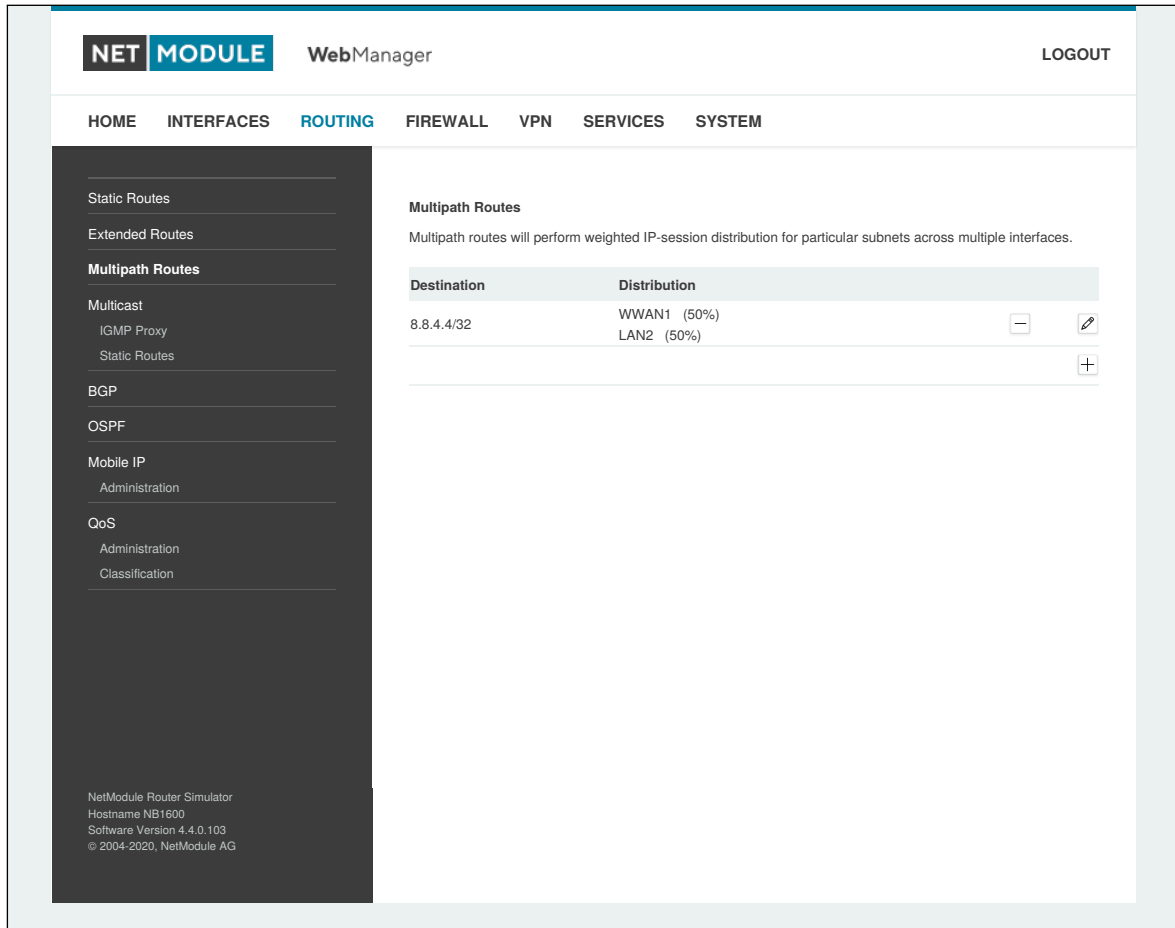 NET MODULE WebManager LOGOUT
HOME INTERFACES ROUTING FIREWALL VPN SERVICES SYSTEM
Static Routes
Extended Routes
Multipath Routes
Multicast
IGMP Proxy
Static Routes
BGP
OSPF
Mobile IP
Administration
QoS
Administration
Classification
NetModule Router Simulator
Hostname NB1600
Software Version 4.4.0.103
© 2004-2020, NetModule AG
Multipath Routes
Multipath routes will perform weighted IP-session distribution for particular subnets across multiple interfaces.
Destination Distribution
8.8.4.4/32 WWAN1 (50%)
LAN2 (50%)